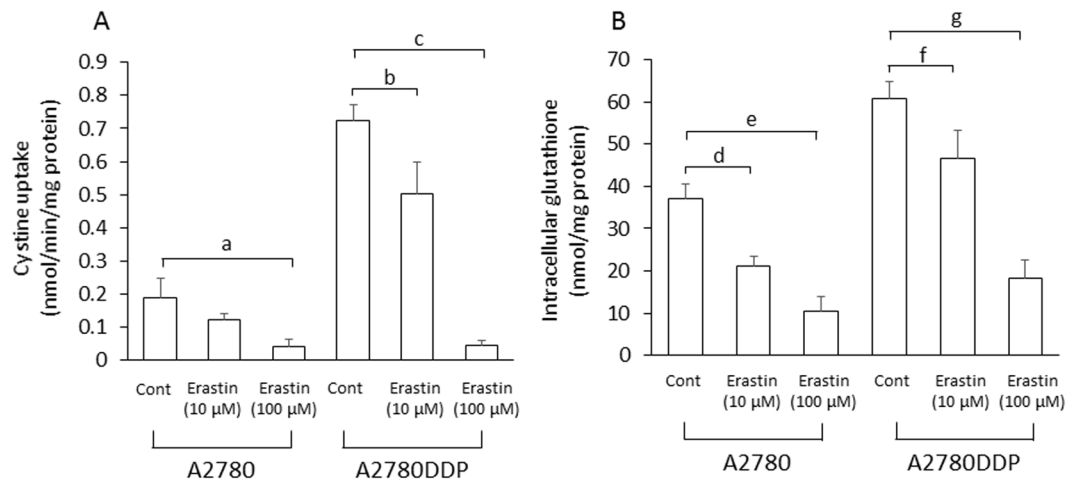 A
c
b
a
0.9
0.8
0.7
0.6
0.5
0.4
0.3
0.2
0.1
0
Cystine uptake
(nmol/min/mg protein)
Cont
Erastin
(10 μM)
Erastin
(100 μM)
Cont
Erastin
(10 μM)
Erastin
(100 μM)
A2780
A2780DDP
B
g
f
e
d
70
60
50
40
30
20
10
0
Intracellular glutathione
(nmol/mg protein)
Cont
Erastin
(10 μM)
Erastin
(100 μM)
Cont
Erastin
(10 μM)
Erastin
(100 μM)
A2780
A2780DDP